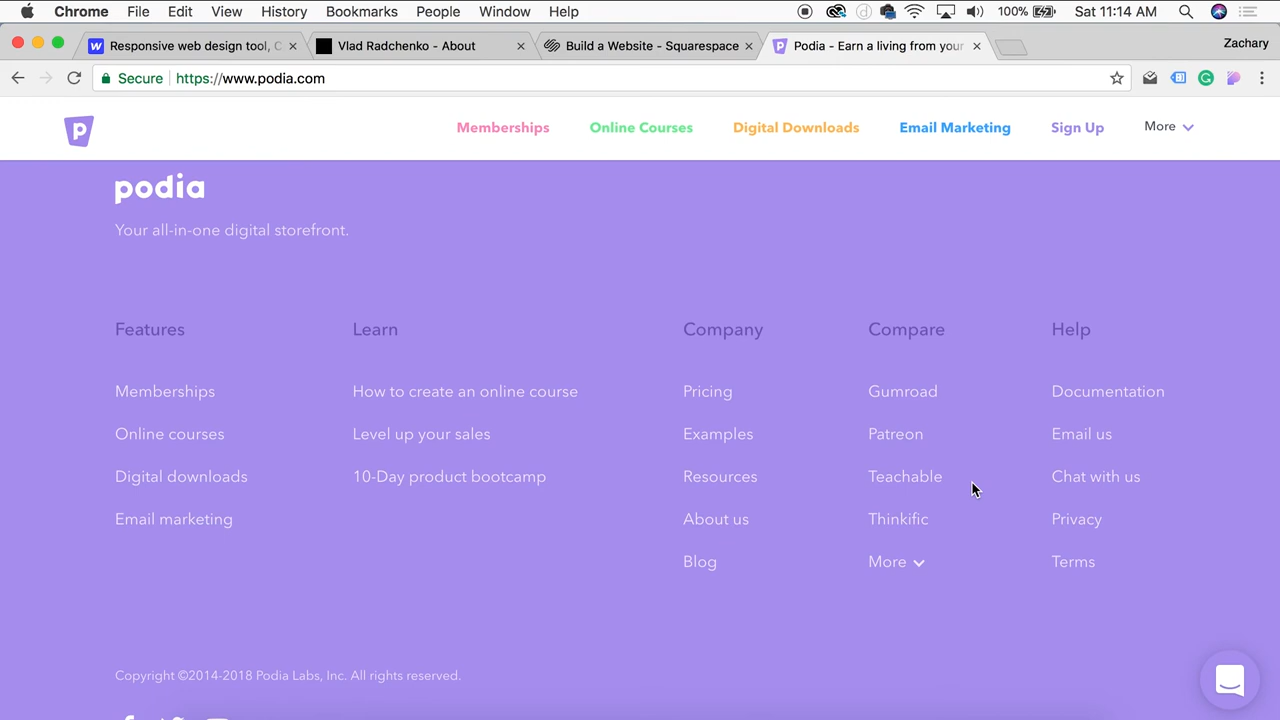 Chrome File Edit View History Bookmarks People Window Help 100% Sat 11:14 AM
Responsive web design tool, C Vlad Radchenko - About Build a Website - Squarespace Podia - Earn a living from your Zachary
Secure https://www.podia.com
p Memberships Online Courses Digital Downloads Email Marketing Sign Up More
podia
Your all-in-one digital storefront.
Features Learn Company Compare Help
Memberships How to create an online course Pricing Gumroad Documentation
Online courses Level up your sales Examples Patreon Email us
Digital downloads 10-Day product bootcamp Resources Teachable Chat with us
Email marketing About us Thinkific Privacy
Blog More Terms
Copyright ©2014-2018 Podia Labs, Inc. All rights reserved.